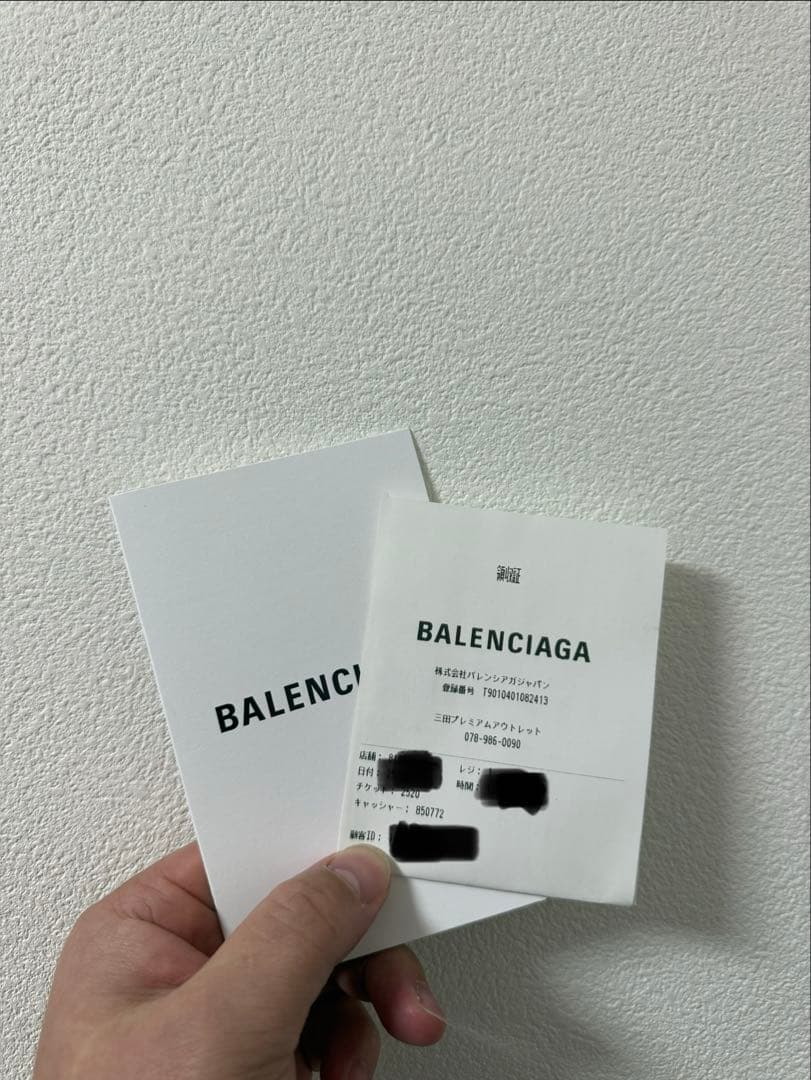 BALENCI
領収証
BALENCIAGA
株式会社バレンシアガジャパン
登録番号 T9010401082413
三田プレミアムアウトレット
078-986-0090
店舗: 8
レジ:
日付:
時間:
チケット: 2520
キャッシャー: 850772
顧客ID: